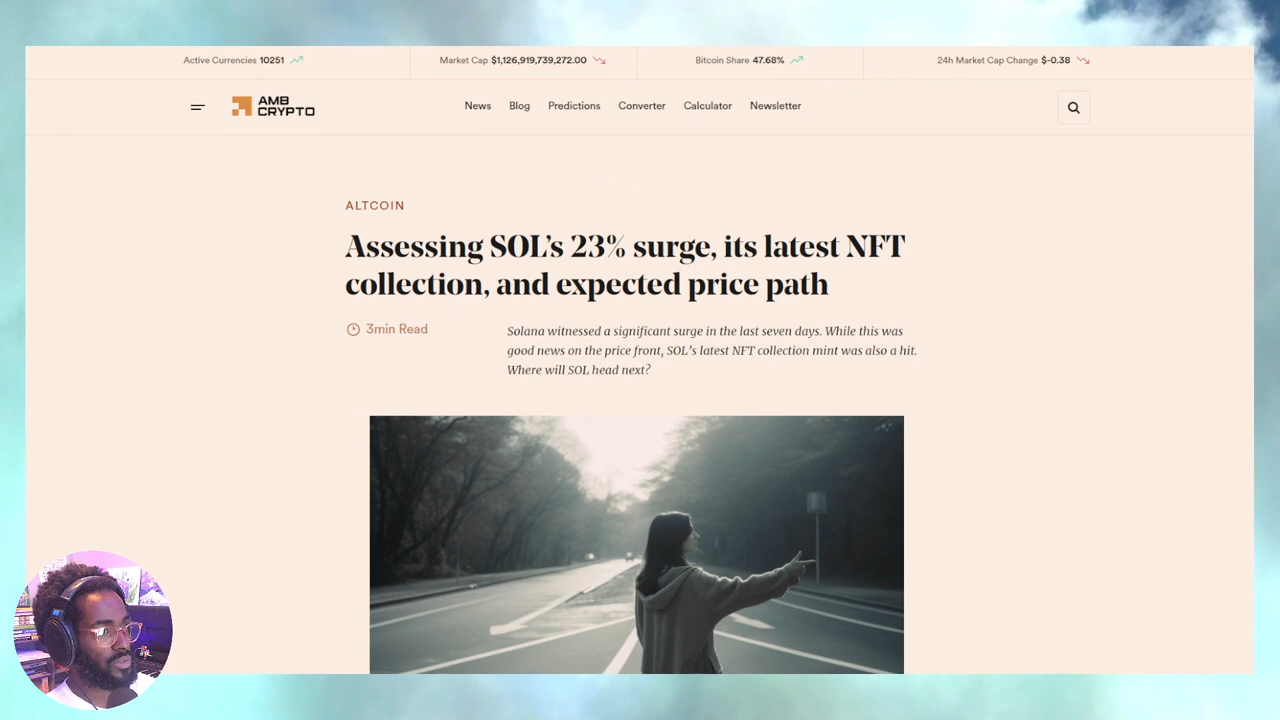 Active Currencies 10251
Market Cap $1,126,919,739,272.00
Bitcoin Share 47.68%
24h Market Cap Change $-0.38
AMB
CRYPTO
News Blog Predictions Converter Calculator Newsletter
ALTCOIN
Assessing SOL’s 23% surge, its latest NFT
collection, and expected price path
3min Read
Solana witnessed a significant surge in the last seven days. While this was
good news on the price front, SOL’s latest NFT collection mint was also a hit.
Where will SOL head next?